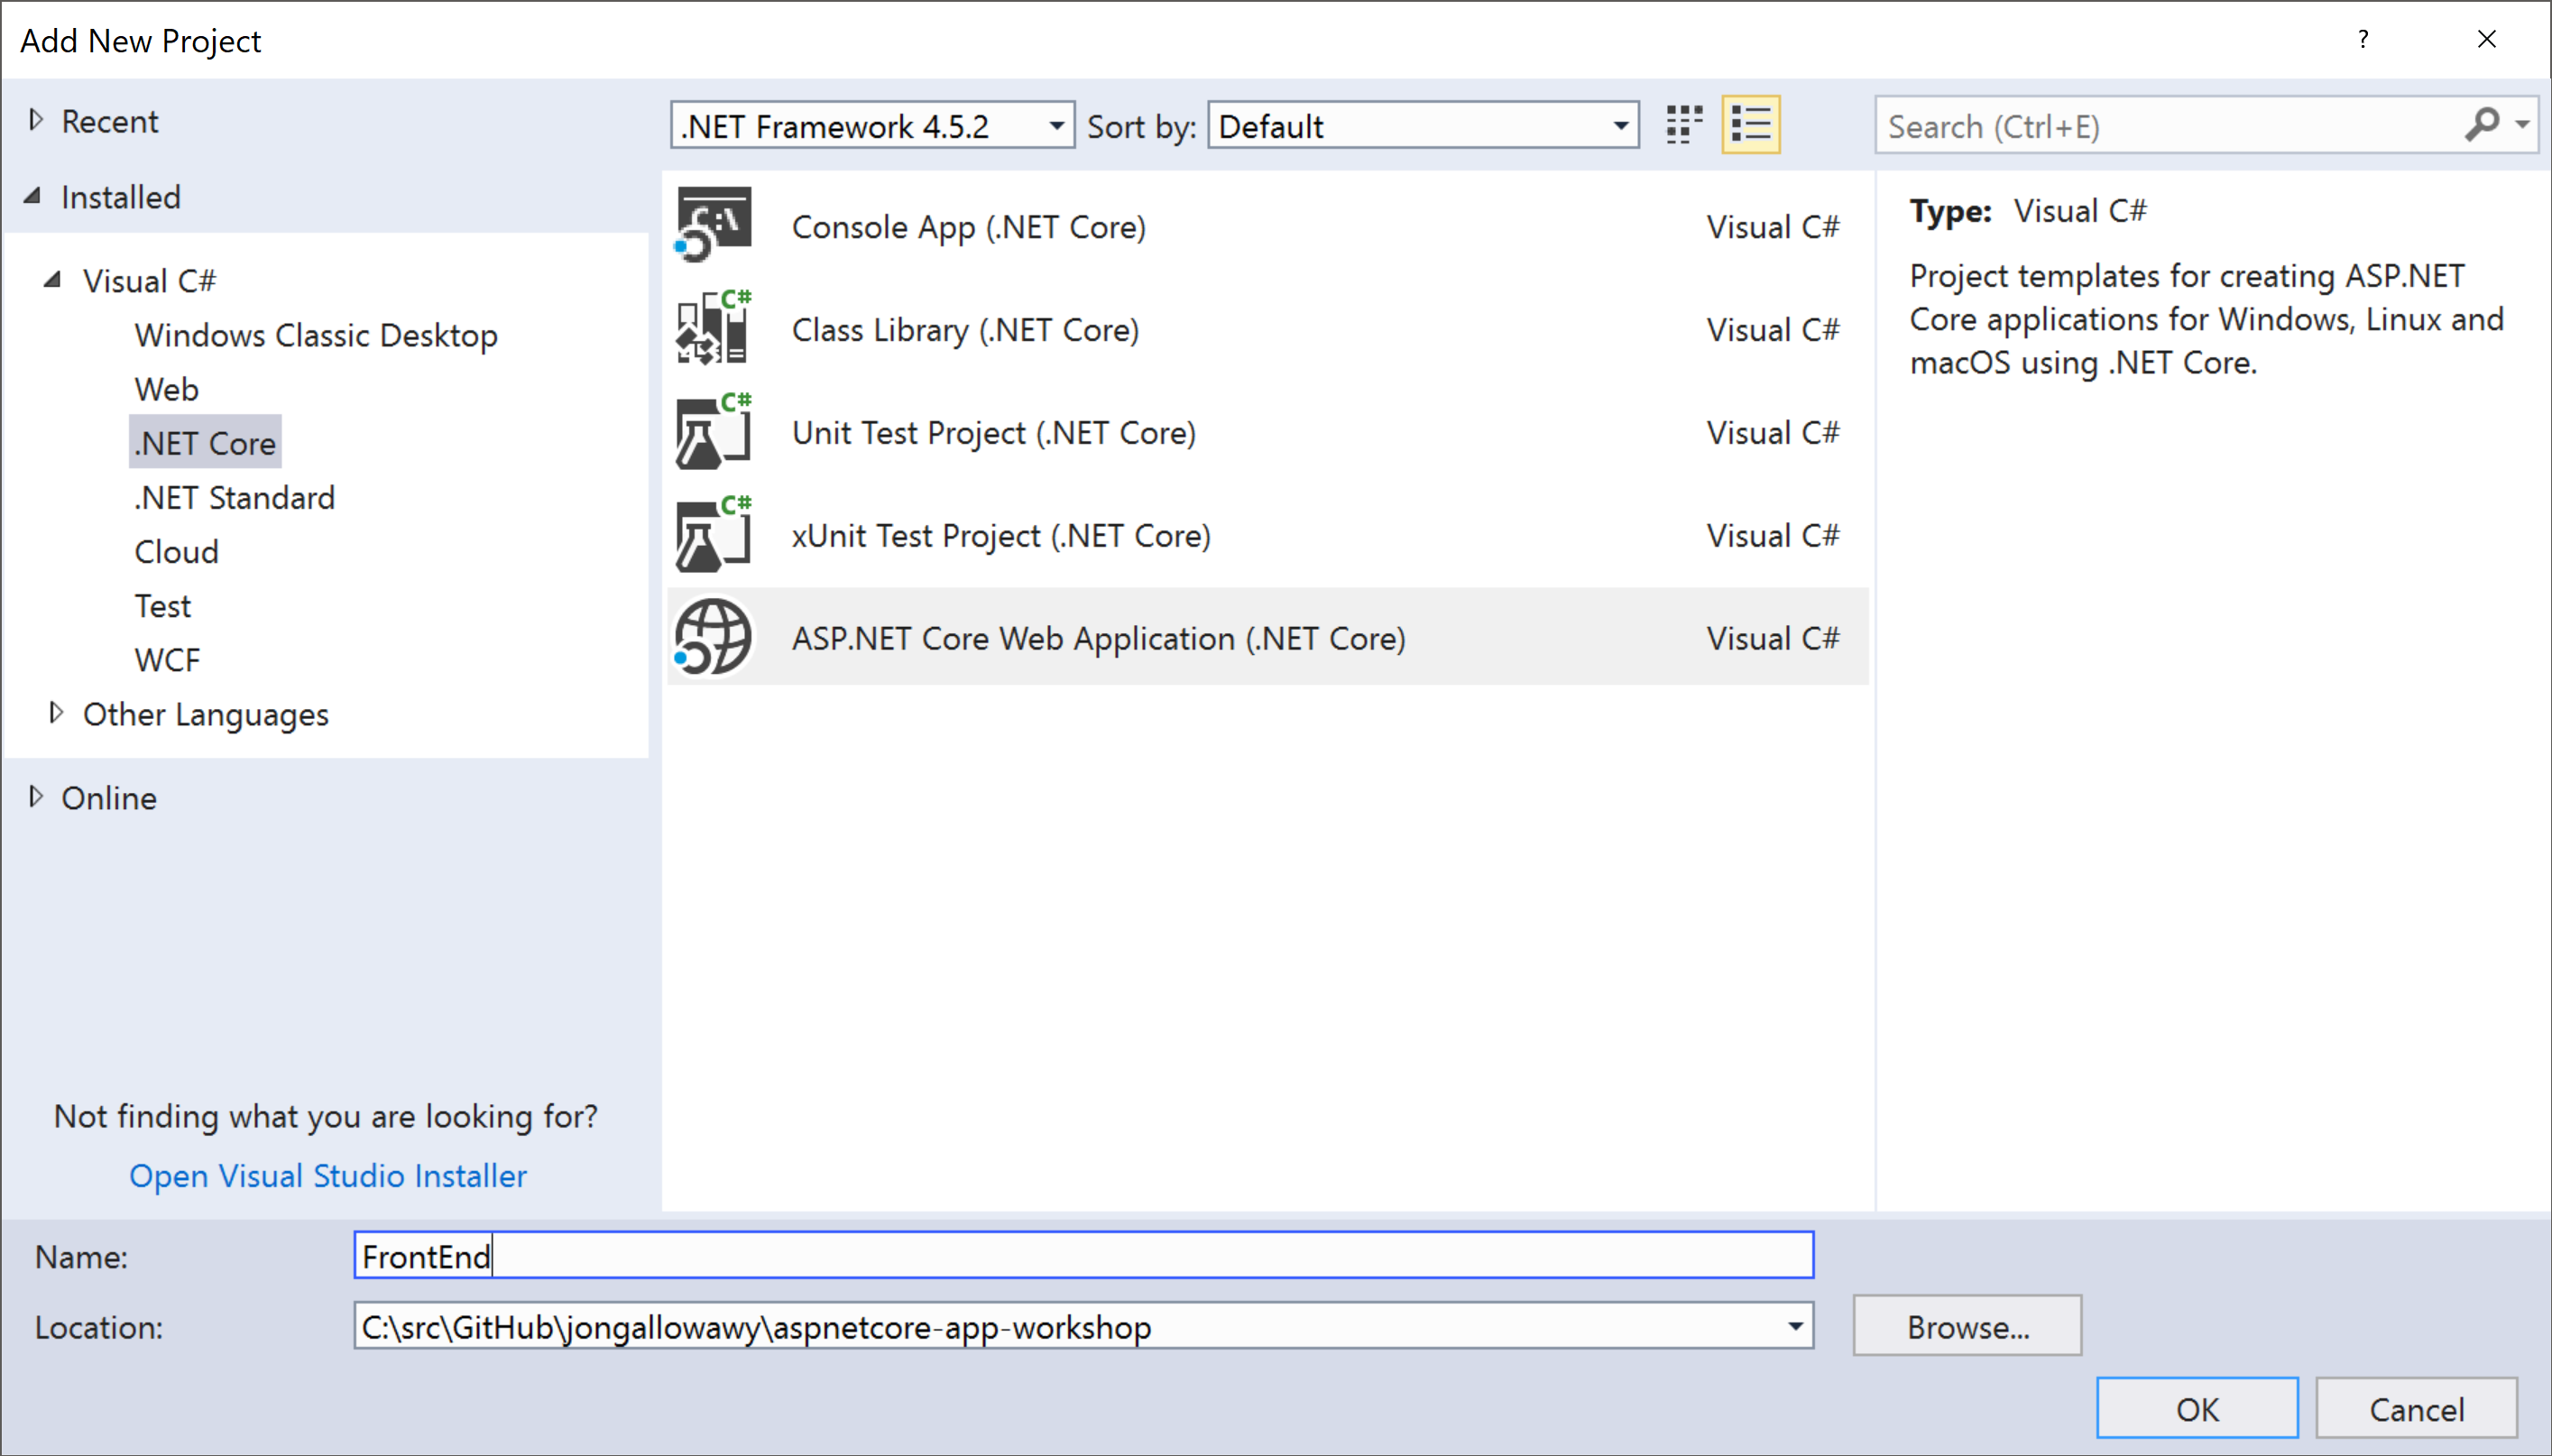 Add New Project
?
Recent
.NET Framework 4.5.2
Sort by:
Default
Search (Ctrl+E)
Installed
Visual C#
Windows Classic Desktop
Web
.NET Core
.NET Standard
Cloud
Test
WCF
Other Languages
Online
Not finding what you are looking for?
Open Visual Studio Installer
C:\
Console App (.NET Core)
Visual C#
C#
Class Library (.NET Core)
Visual C#
C#
Unit Test Project (.NET Core)
Visual C#
C#
xUnit Test Project (.NET Core)
Visual C#
ASP.NET Core Web Application (.NET Core)
Visual C#
Type: Visual C#
Project templates for creating ASP.NET
Core applications for Windows, Linux and
macOS using .NET Core.
Name:
FrontEnd
Location:
C:\src\GitHub\jongallowawy\aspnetcore-app-workshop
Browse...
OK
Cancel